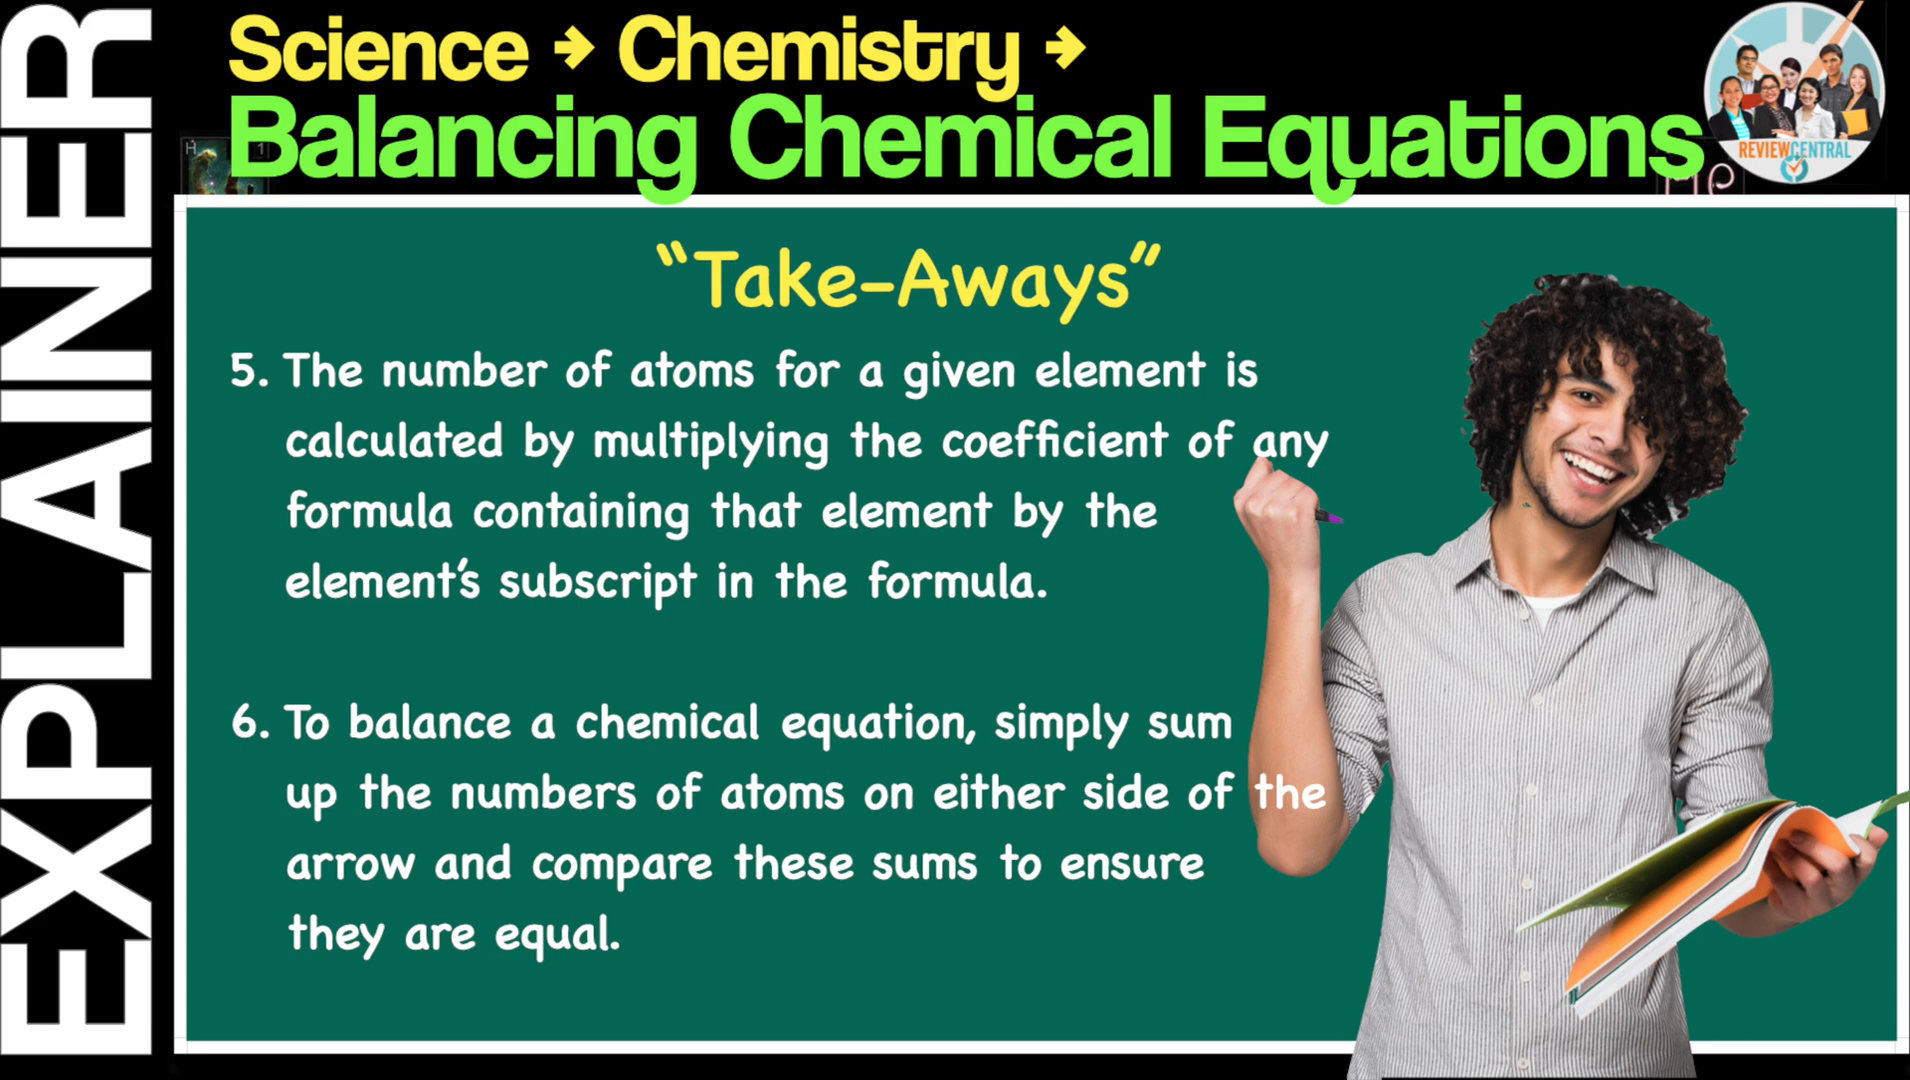 EXPLAINER
Science → Chemistry →
Balancing Chemical Equations
REVIEWCENTRAL
H 1
He
“Take-Aways”
5. The number of atoms for a given element is
calculated by multiplying the coefficient of any
formula containing that element by the
element’s subscript in the formula.
6. To balance a chemical equation, simply sum
up the numbers of atoms on either side of the
arrow and compare these sums to ensure
they are equal.